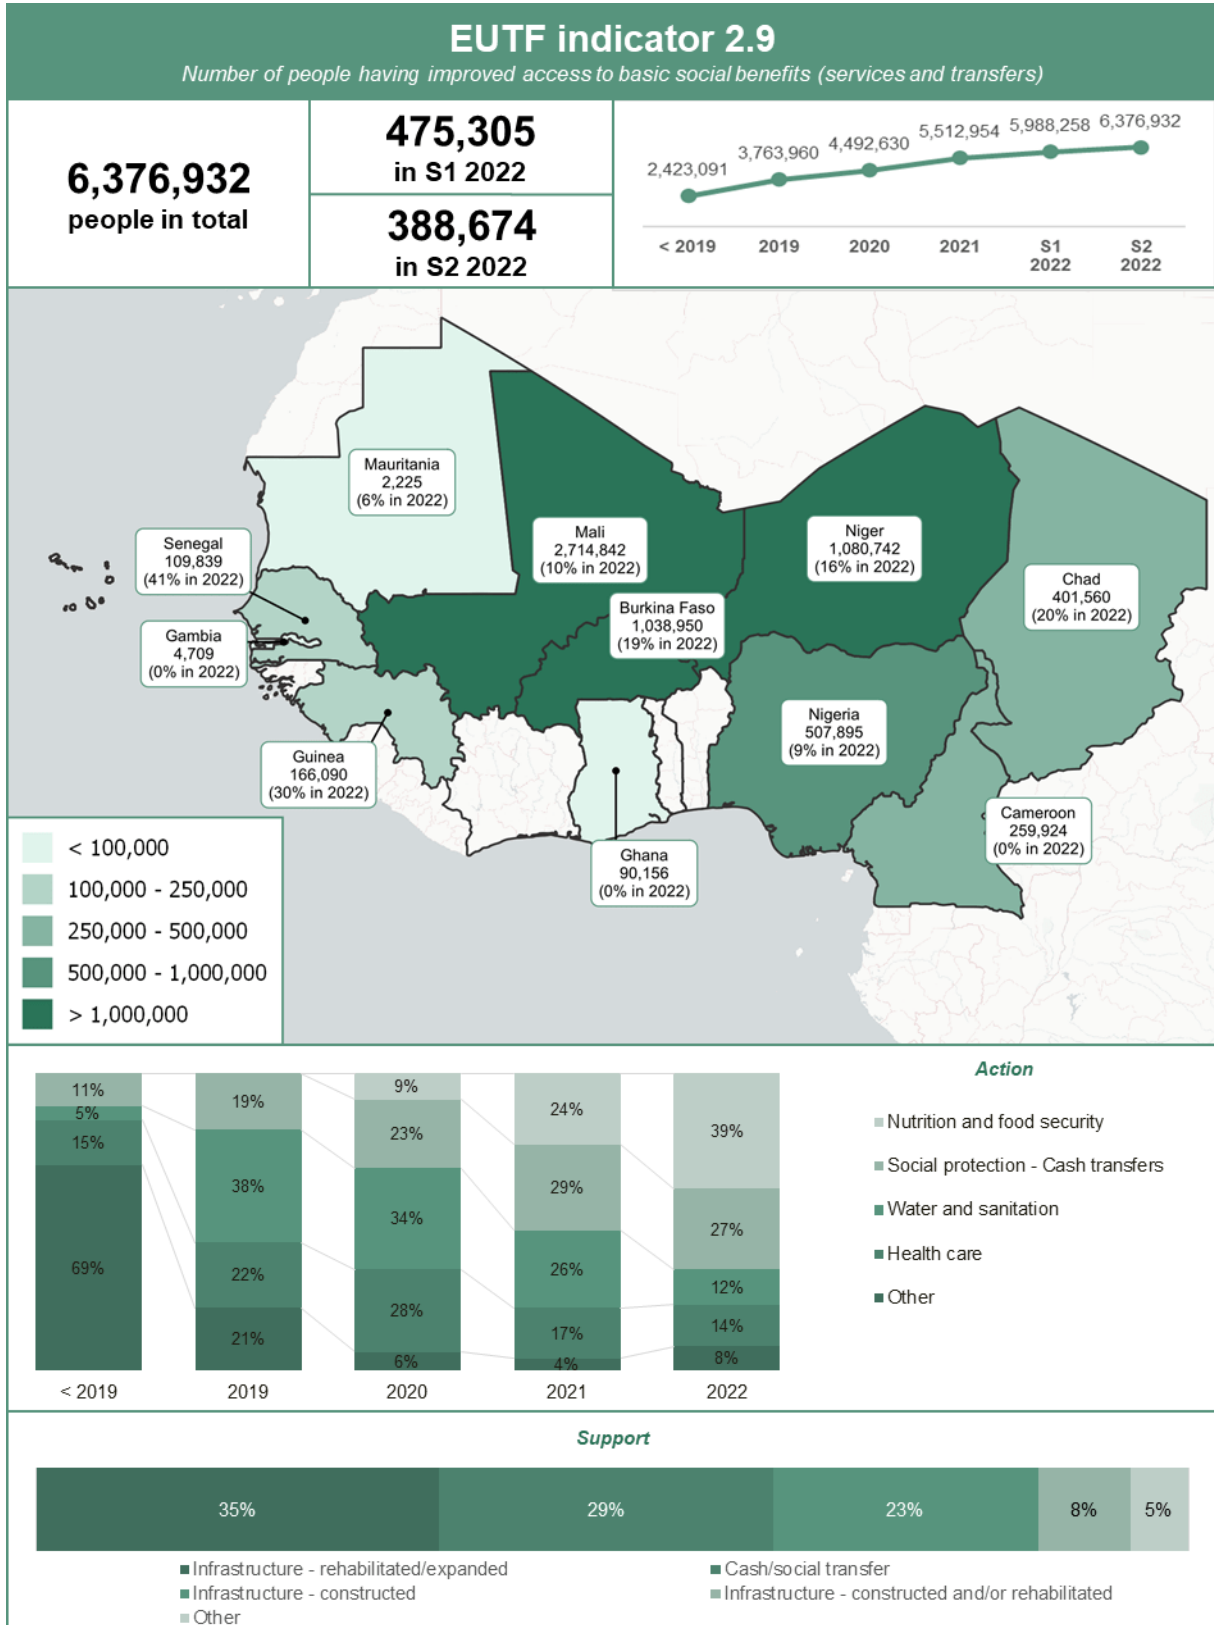 EUTF indicator 2.9
Number of people having improved access to basic social benefits (services and transfers)
6,376,932
people in total
475,305
in S1 2022
388,674
in S2 2022
2,423,091
3,763,960
4,492,630
5,512,954
5,988,258
6,376,932
< 2019
2019
2020
2021
S1
2022
S2
2022
Mauritania
2,225
(6% in 2022)
Senegal
109,839
(41% in 2022)
Mali
2,714,842
(10% in 2022)
Niger
1,080,742
(16% in 2022)
Chad
401,560
(20% in 2022)
Burkina Faso
1,038,950
(19% in 2022)
Gambia
4,709
(0% in 2022)
Nigeria
507,895
(9% in 2022)
Guinea
166,090
(30% in 2022)
Cameroon
259,924
(0% in 2022)
Ghana
90,156
(0% in 2022)
< 100,000
100,000 - 250,000
250,000 - 500,000
500,000 - 1,000,000
> 1,000,000
11%
5%
15%
69%
< 2019
19%
38%
22%
21%
2019
9%
23%
34%
28%
6%
2020
24%
29%
26%
17%
4%
2021
39%
27%
12%
14%
8%
2022
Action
Nutrition and food security
Social protection - Cash transfers
Water and sanitation
Health care
Other
Support
35%
29%
23%
8%
5%
Infrastructure - rehabilitated/expanded
Cash/social transfer
Infrastructure - constructed
Infrastructure - constructed and/or rehabilitated
Other